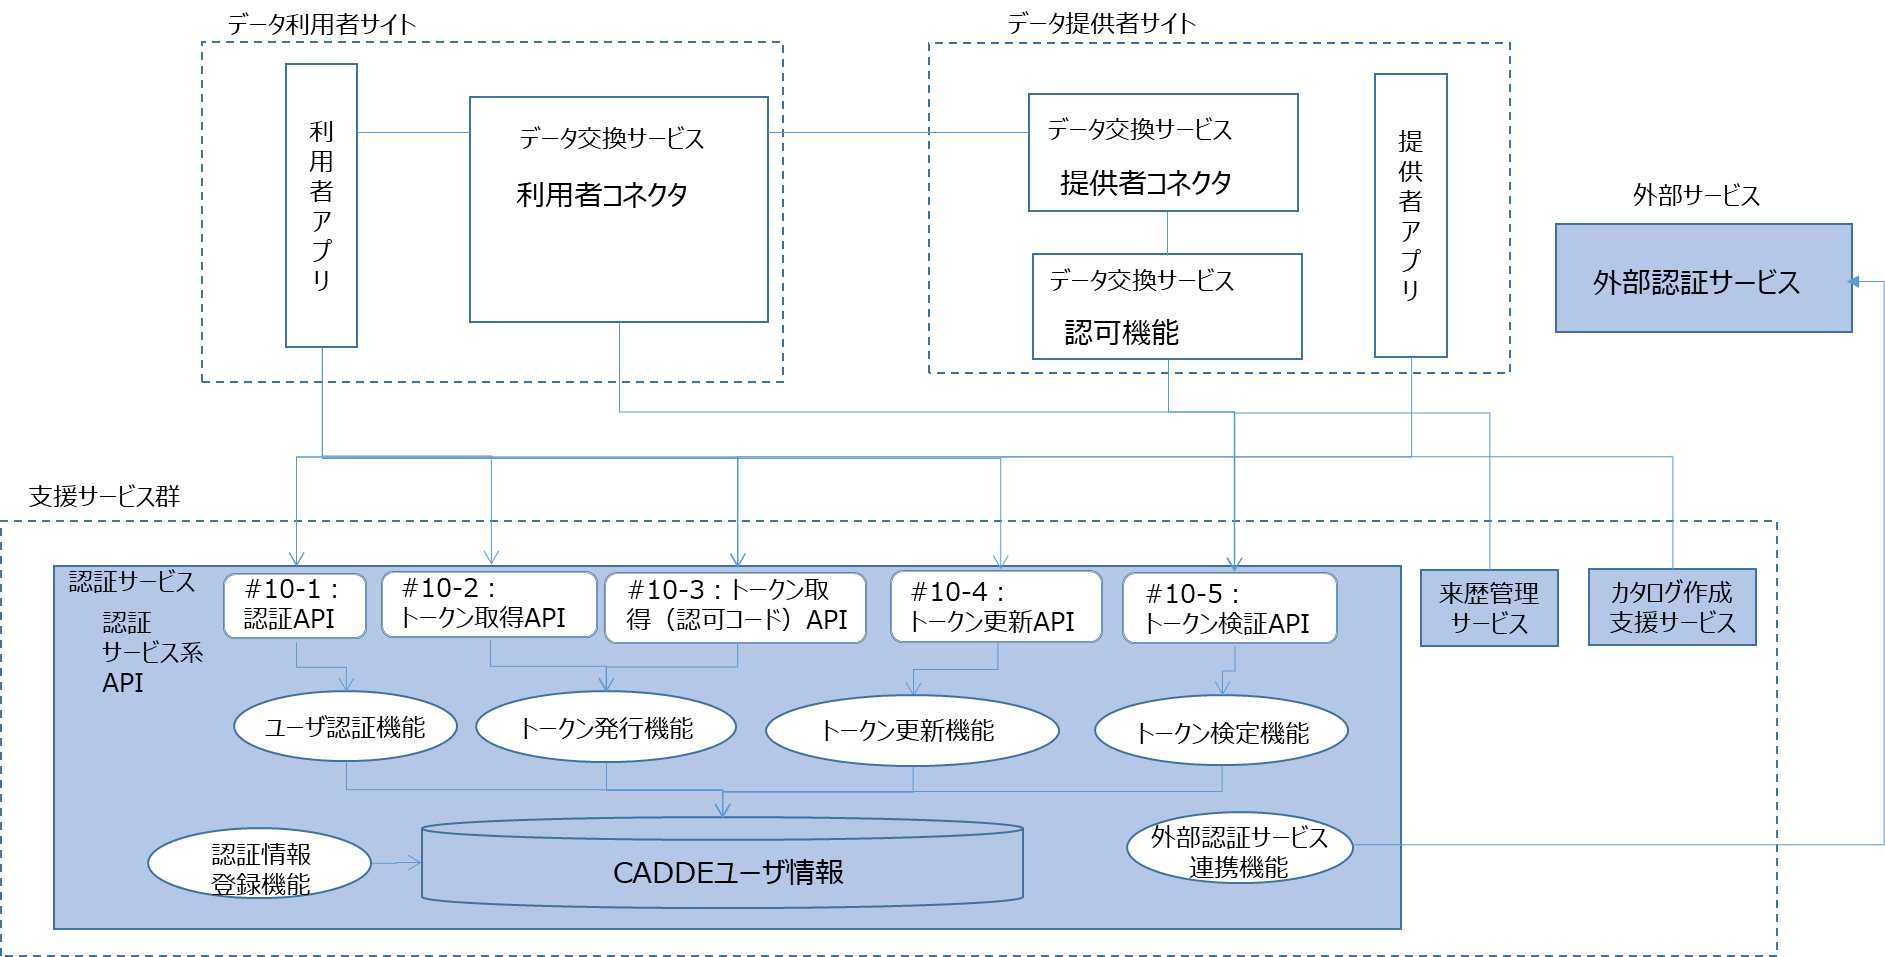 データ利用者サイト
データ提供者サイト
利用者アプリ
データ交換サービス
利用者コネクタ
データ交換サービス
提供者コネクタ
データ交換サービス
認可機能
提供者アプリ
外部サービス
外部認証サービス
支援サービス群
認証サービス
認証
サービス系
API
#10-1：
認証API
#10-2：
トークン取得API
#10-3：トークン取
得（認可コード）API
#10-4：
トークン更新API
#10-5：
トークン検証API
来歴管理
サービス
カタログ作成
支援サービス
ユーザ認証機能
トークン発行機能
トークン更新機能
トークン検定機能
認証情報
登録機能
CADDEユーザ情報
外部認証サービス
連携機能